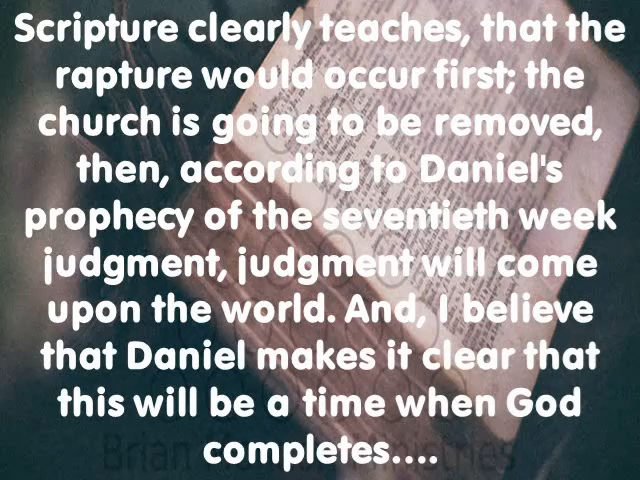 Scripture clearly teaches, that the
rapture would occur first; the
church is going to be removed,
then, according to Daniel's
prophecy of the seventieth week
judgment, judgment will come
upon the world. And, I believe
that Daniel makes it clear that
this will be a time when God
completes....
Brian